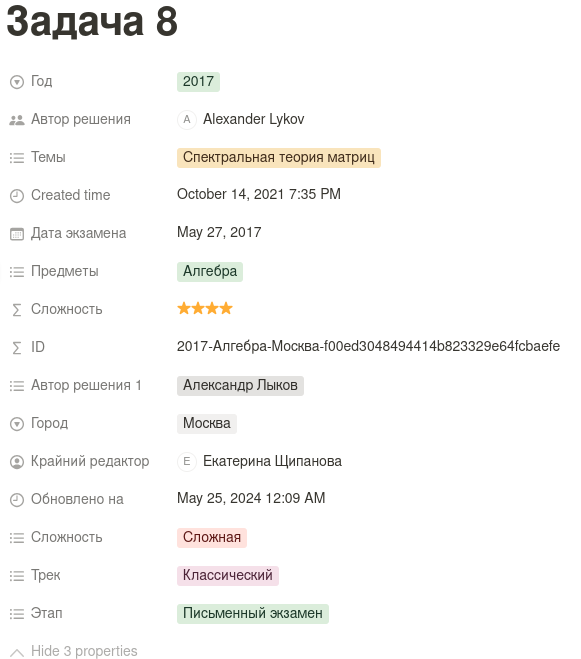 Задача 8
Год 2017
Автор решения A Alexander Lykov
Темы Спектральная теория матриц
Created time October 14, 2021 7:35 PM
Дата экзамена May 27, 2017
Предметы Алгебра
Сложность ★★★★
ID 2017-Алгебра-Москва-f00ed3048494414b823329e64fcbaefe
Автор решения 1 Александр Лыков
Город Москва
Крайний редактор E Екатерина Щипанова
Обновлено на May 25, 2024 12:09 AM
Сложность Сложная
Трек Классический
Этап Письменный экзамен
Hide 3 properties